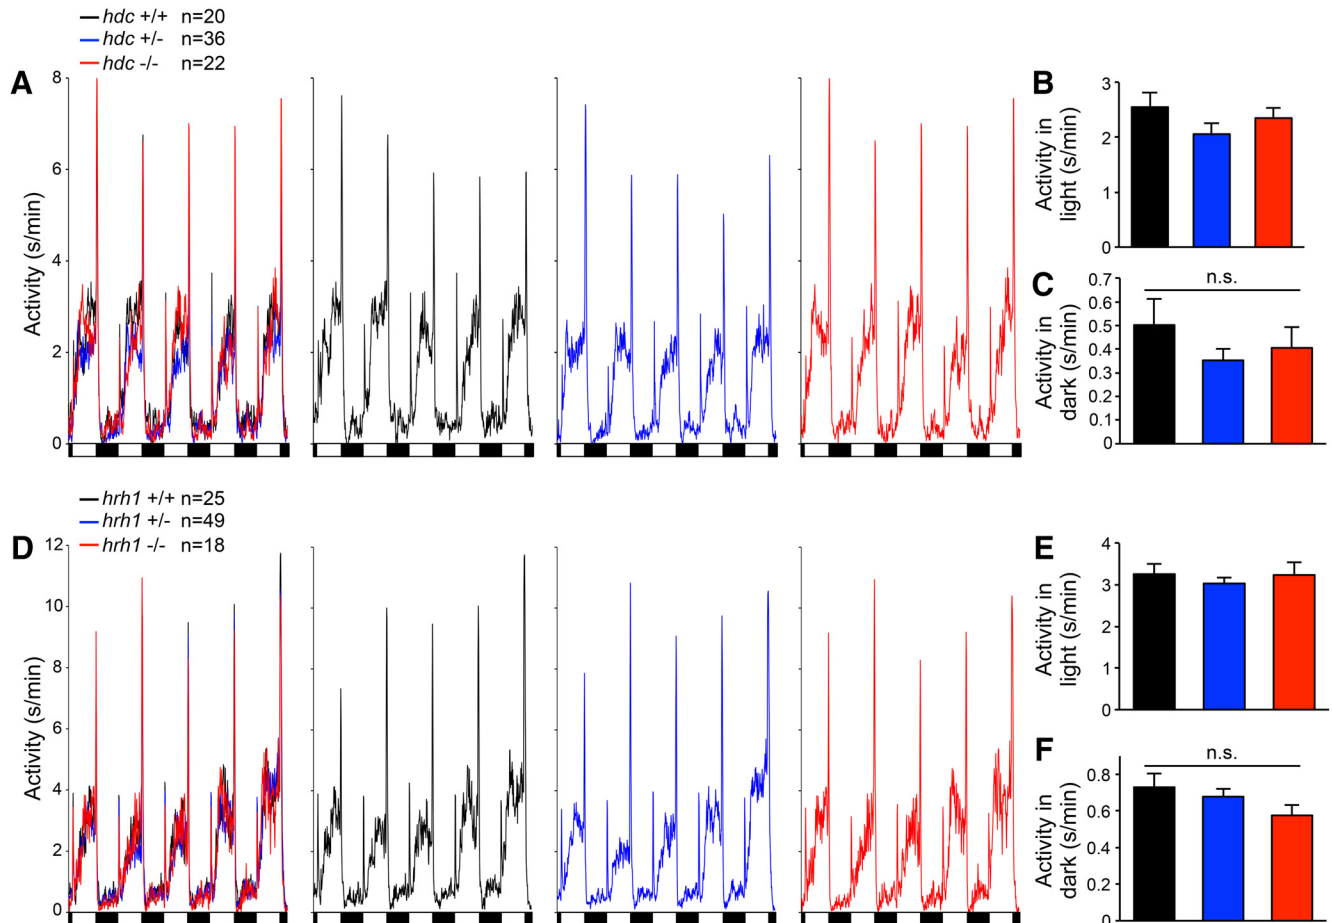 hdc +/+ n=20
hdc +/- n=36
hdc -/- n=22
A
8
6
4
2
0
Activity (s/min)
B
3
2
1
0
Activity in
light (s/min)
C
n.s.
0.7
0.6
0.5
0.4
0.3
0.2
0.1
0
Activity in
dark (s/min)
hrh1 +/+ n=25
hrh1 +/- n=49
hrh1 -/- n=18
D
12
10
8
6
4
2
0
Activity (s/min)
E
4
3
2
1
0
Activity in
light (s/min)
F
n.s.
0.8
0.6
0.4
0.2
0
Activity in
dark (s/min)